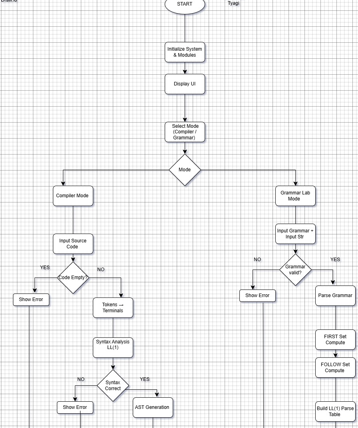 START
Tyagi
Initialize System
& Modules
Display UI
Select Mode
(Compiler /
Grammar)
Mode
Compiler Mode
Grammar Lab
Mode
Input Source
Code
Input Grammar +
Input Str
YES
Code Empty?
NO
NO
Grammar
valid?
YES
Show Error
Tokens →
Terminals
Show Error
Parse Grammar
Syntax Analysis
LL(1)
FIRST Set
Compute
FOLLOW Set
Compute
NO
Syntax
Correct
YES
Show Error
AST Generation
Build LL(1) Parse
Table